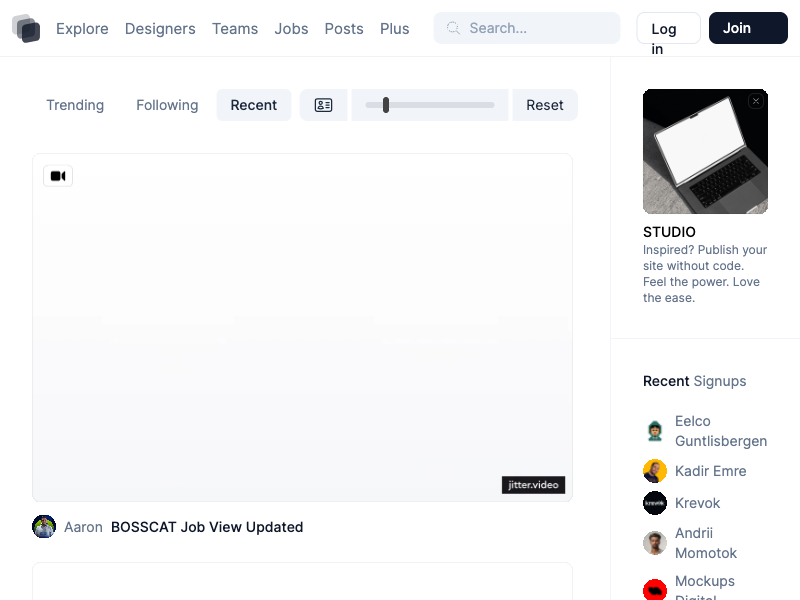 Explore Designers Teams Jobs Posts Plus Search... Log in Join
Trending Following Recent Reset
jitter.video
Aaron BOSSCAT Job View Updated
STUDIO
Inspired? Publish your
site without code.
Feel the power. Love
the ease.
Recent Signups
Eelco
Guntlisbergen
Kadir Emre
krevok
Krevok
Andrii
Momotok
Mockups
Digital